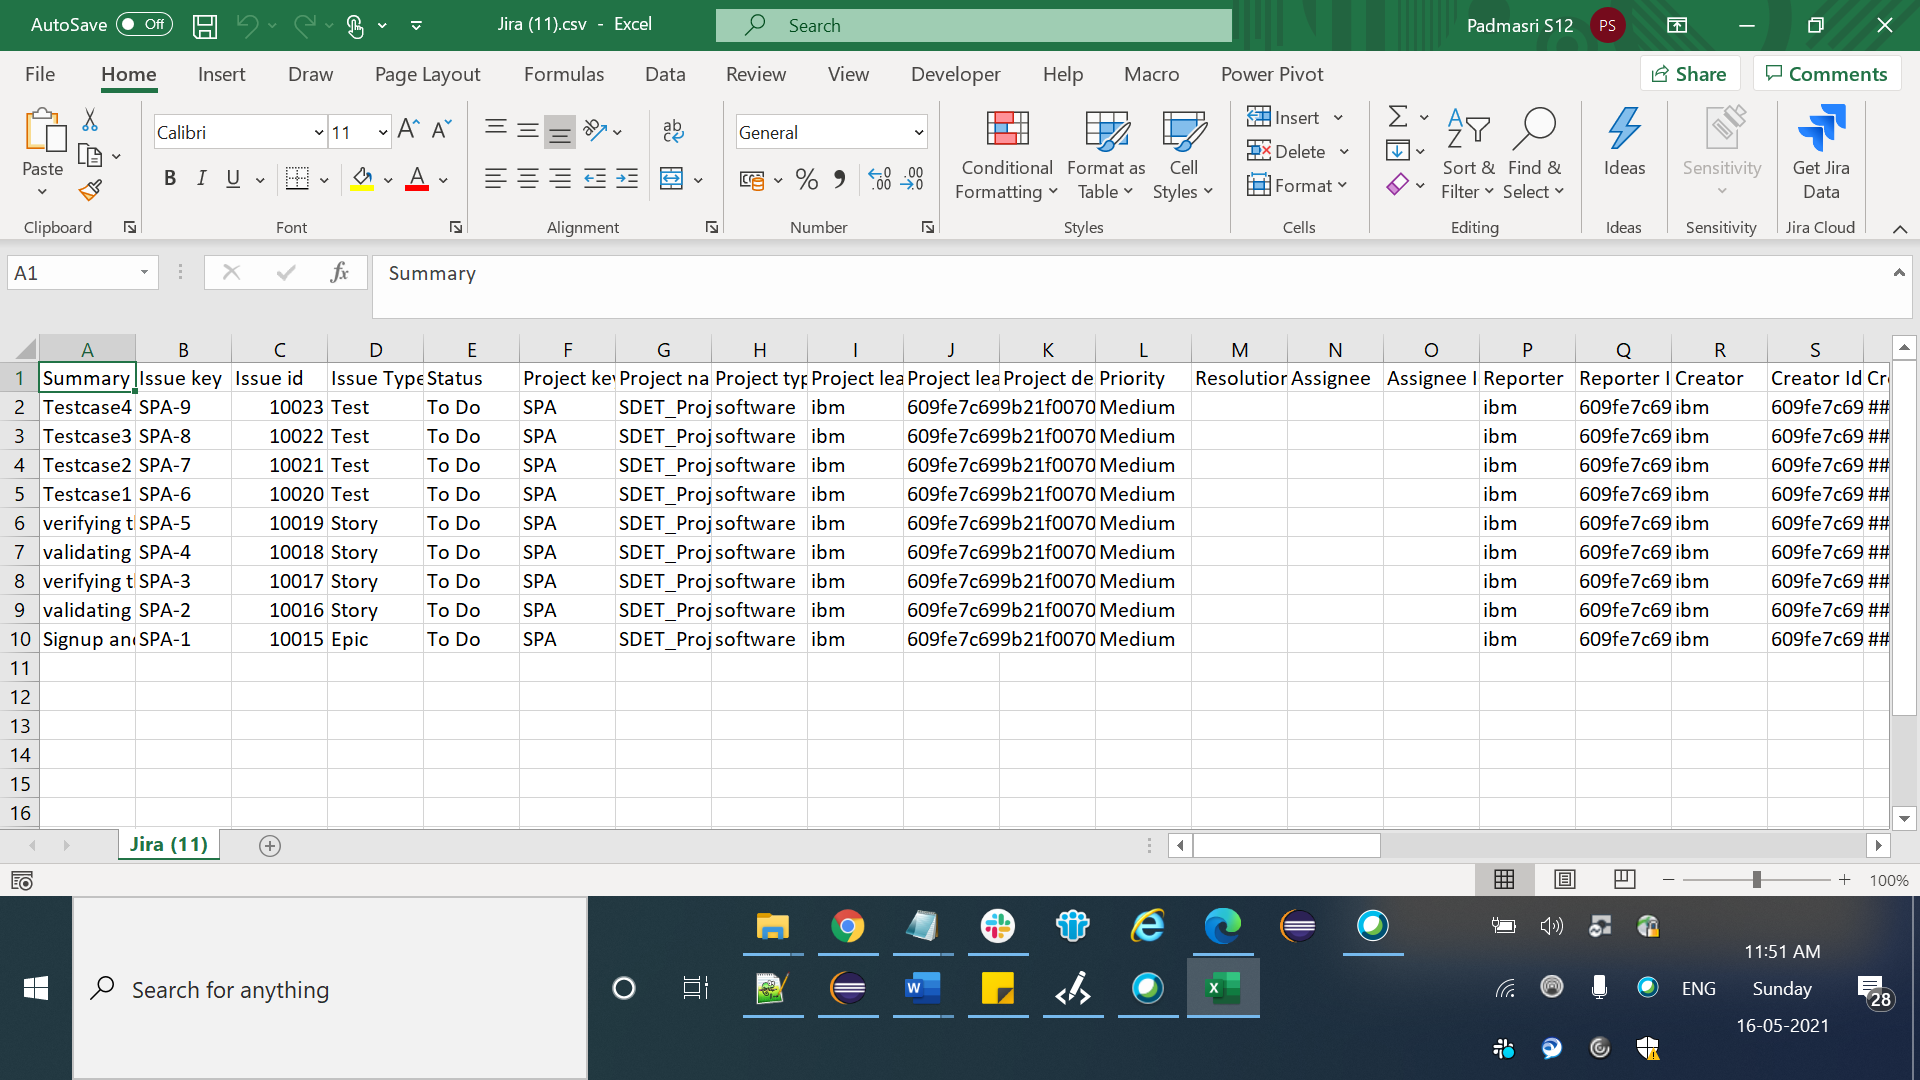 AutoSave Off Jira (11).csv - Excel Search Padmasri S12 PS
File Home Insert Draw Page Layout Formulas Data Review View Developer Help Macro Power Pivot Share Comments
Paste Calibri 11 General Conditional Formatting Format as Table Cell Styles Insert Delete Format Sort & Filter Find & Select Ideas Sensitivity Get Jira Data
Clipboard Font Alignment Number Styles Cells Editing Ideas Sensitivity Jira Cloud
A1 fx Summary
A B C D E F G H I J K L M N O P Q R S
1 Summary Issue key Issue id Issue Type Status Project key Project na Project typ Project lea Project lea Project de Priority Resolution Assignee Assignee I Reporter Reporter I Creator Creator Id Cr
2 Testcase4 SPA-9 10023 Test To Do SPA SDET_Proj software ibm 609fe7c699b21f0070 Medium ibm 609fe7c69 ibm 609fe7c69 ##
3 Testcase3 SPA-8 10022 Test To Do SPA SDET_Proj software ibm 609fe7c699b21f0070 Medium ibm 609fe7c69 ibm 609fe7c69 ##
4 Testcase2 SPA-7 10021 Test To Do SPA SDET_Proj software ibm 609fe7c699b21f0070 Medium ibm 609fe7c69 ibm 609fe7c69 ##
5 Testcase1 SPA-6 10020 Test To Do SPA SDET_Proj software ibm 609fe7c699b21f0070 Medium ibm 609fe7c69 ibm 609fe7c69 ##
6 verifying t SPA-5 10019 Story To Do SPA SDET_Proj software ibm 609fe7c699b21f0070 Medium ibm 609fe7c69 ibm 609fe7c69 ##
7 validating SPA-4 10018 Story To Do SPA SDET_Proj software ibm 609fe7c699b21f0070 Medium ibm 609fe7c69 ibm 609fe7c69 ##
8 verifying t SPA-3 10017 Story To Do SPA SDET_Proj software ibm 609fe7c699b21f0070 Medium ibm 609fe7c69 ibm 609fe7c69 ##
9 validating SPA-2 10016 Story To Do SPA SDET_Proj software ibm 609fe7c699b21f0070 Medium ibm 609fe7c69 ibm 609fe7c69 ##
10 Signup and SPA-1 10015 Epic To Do SPA SDET_Proj software ibm 609fe7c699b21f0070 Medium ibm 609fe7c69 ibm 609fe7c69 ##
11
12
13
14
15
16
Jira (11)
100%
Search for anything
11:51 AM
ENG Sunday 28
16-05-2021